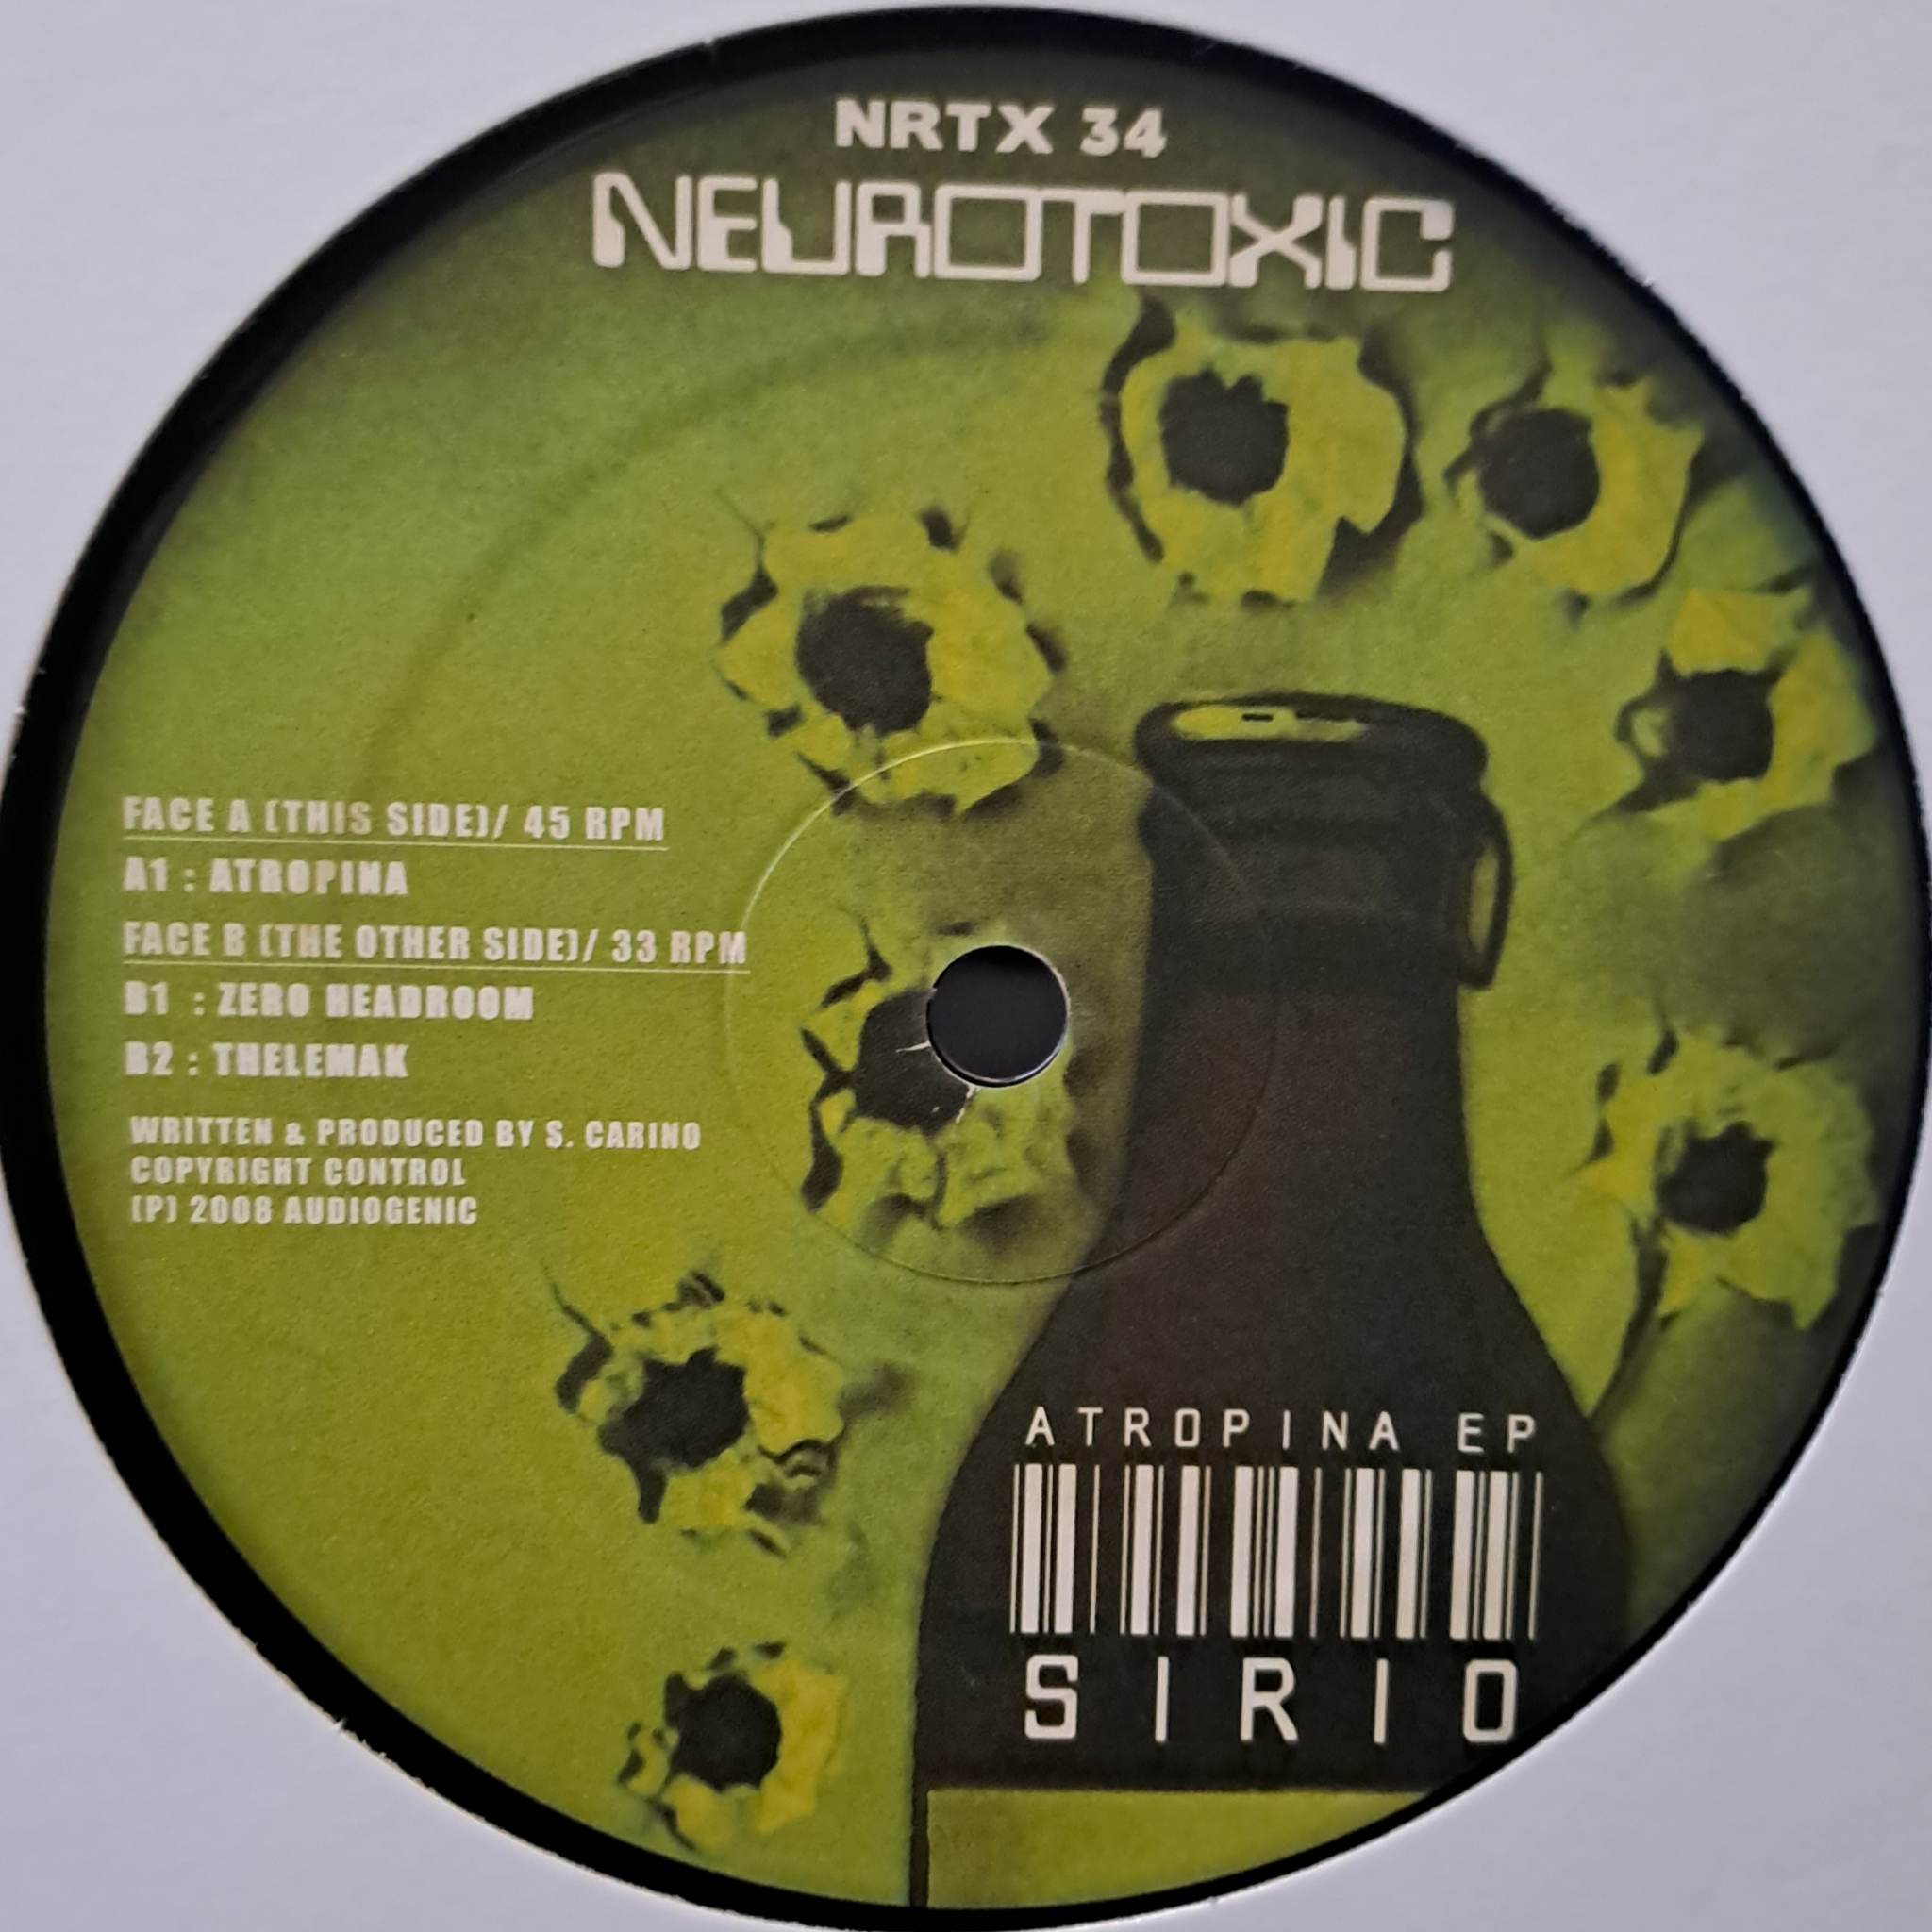 NRTX 34
NEUROTOXIC
FACE A (THIS SIDE)/ 45 RPM
A1 : ATROPINA
FACE B (THE OTHER SIDE)/ 33 RPM
B1 : ZERO HEADROOM
B2 : THELEMAK
WRITTEN & PRODUCED BY S. CARINO
COPYRIGHT CONTROL
(P) 2008 AUDIOGENIC
ATROPINA EP
SIRIO